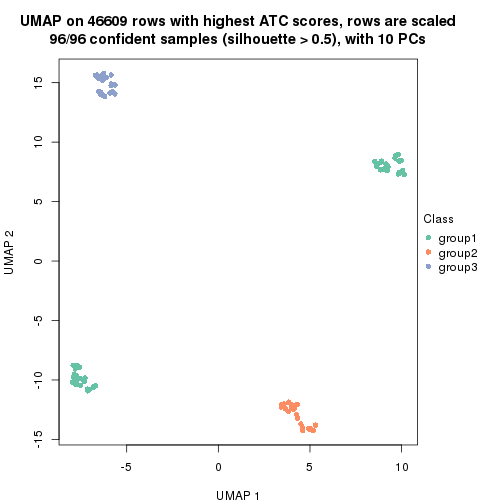 UMAP on 46609 rows with highest ATC scores, rows are scaled
96/96 confident samples (silhouette > 0.5), with 10 PCs
15
10
5
0
-5
-10
-15
UMAP 2
-5
0
5
10
UMAP 1
Class
group1
group2
group3